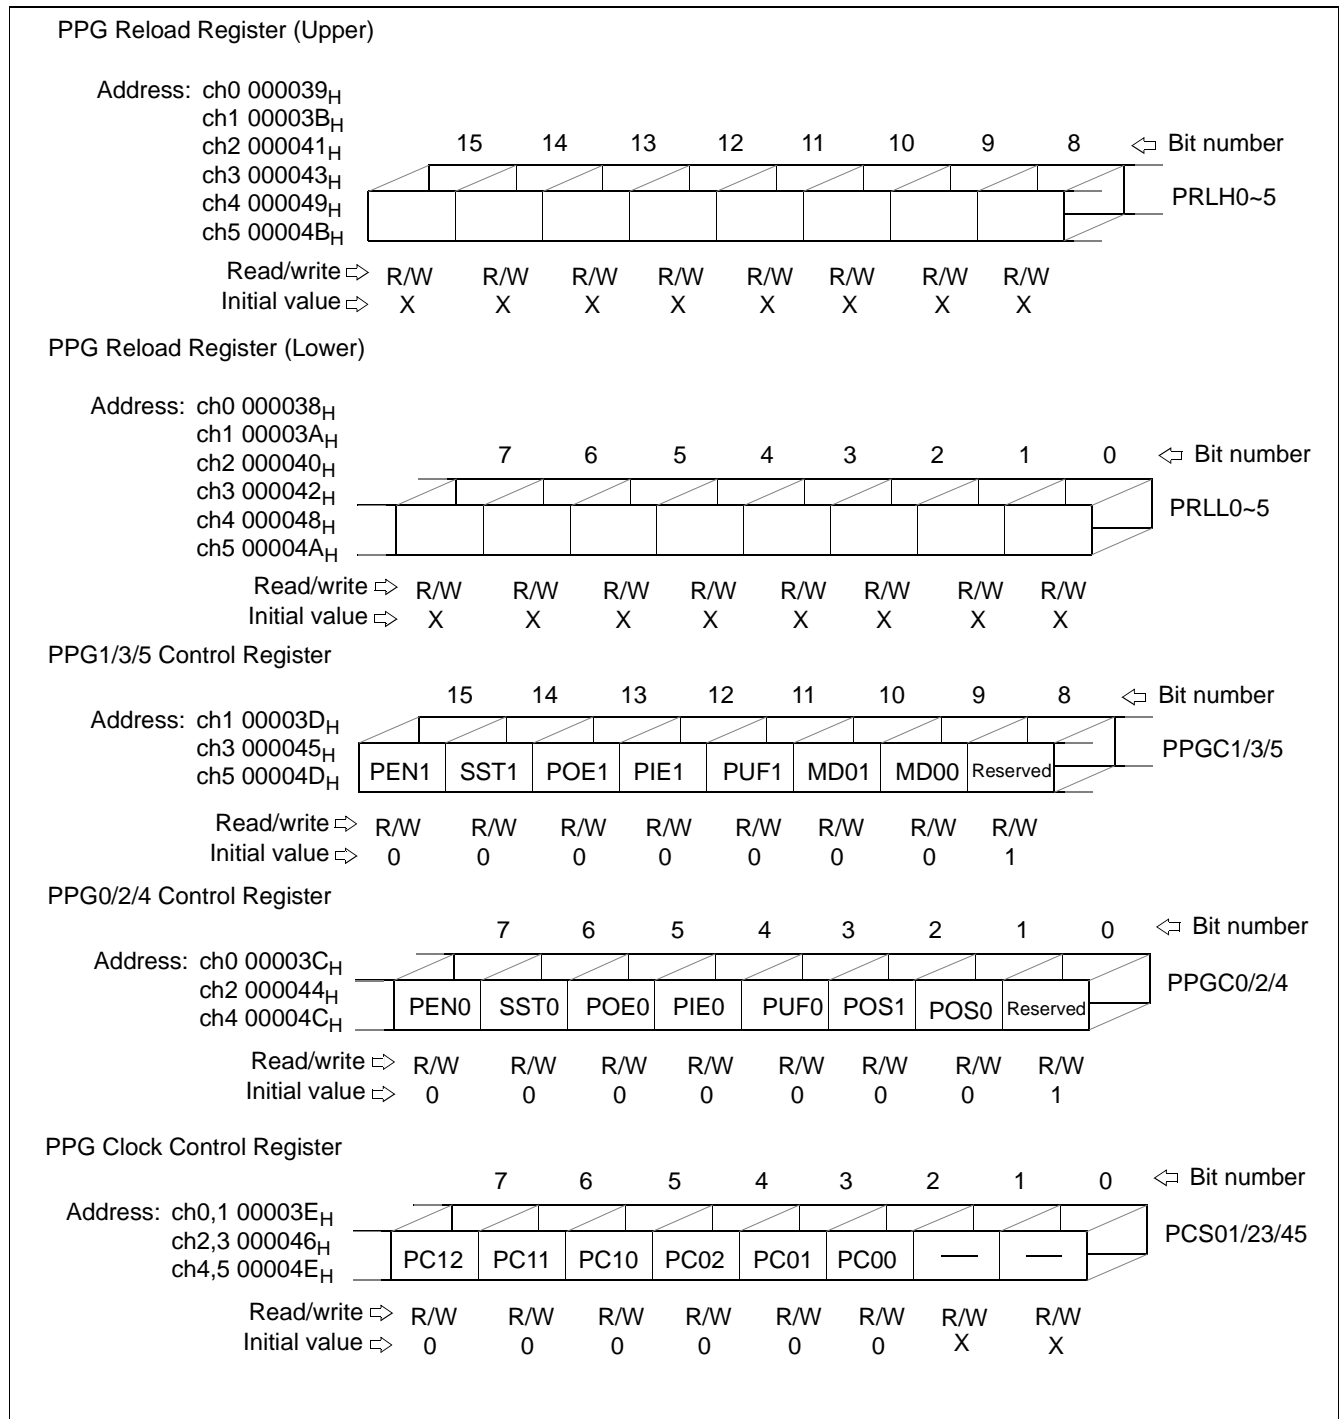 PPG Reload Register (Upper)
Address: ch0 000039H
ch1 00003BH
ch2 000041H
ch3 000043H
ch4 000049H
ch5 00004BH
15 14 13 12 11 10 9 8 ⇦ Bit number
PRLH0~5
Read/write ⇨ R/W R/W R/W R/W R/W R/W R/W R/W
Initial value ⇨ X X X X X X X X
PPG Reload Register (Lower)
Address: ch0 000038H
ch1 00003AH
ch2 000040H
ch3 000042H
ch4 000048H
ch5 00004AH
7 6 5 4 3 2 1 0 ⇦ Bit number
PRLL0~5
Read/write ⇨ R/W R/W R/W R/W R/W R/W R/W R/W
Initial value ⇨ X X X X X X X X
PPG1/3/5 Control Register
15 14 13 12 11 10 9 8 ⇦ Bit number
Address: ch1 00003DH
ch3 000045H
ch5 00004DH
PEN1 SST1 POE1 PIE1 PUF1 MD01 MD00 Reserved
PPGC1/3/5
Read/write ⇨ R/W R/W R/W R/W R/W R/W R/W R/W
Initial value ⇨ 0 0 0 0 0 0 0 1
PPG0/2/4 Control Register
7 6 5 4 3 2 1 0 ⇦ Bit number
Address: ch0 00003CH
ch2 000044H
ch4 00004CH
PEN0 SST0 POE0 PIE0 PUF0 POS1 POS0 Reserved
PPGC0/2/4
Read/write ⇨ R/W R/W R/W R/W R/W R/W R/W R/W
Initial value ⇨ 0 0 0 0 0 0 0 1
PPG Clock Control Register
7 6 5 4 3 2 1 0 ⇦ Bit number
Address: ch0,1 00003EH
ch2,3 000046H
ch4,5 00004EH
PC12 PC11 PC10 PC02 PC01 PC00 — —
PCS01/23/45
Read/write ⇨ R/W R/W R/W R/W R/W R/W R/W R/W
Initial value ⇨ 0 0 0 0 0 0 X X